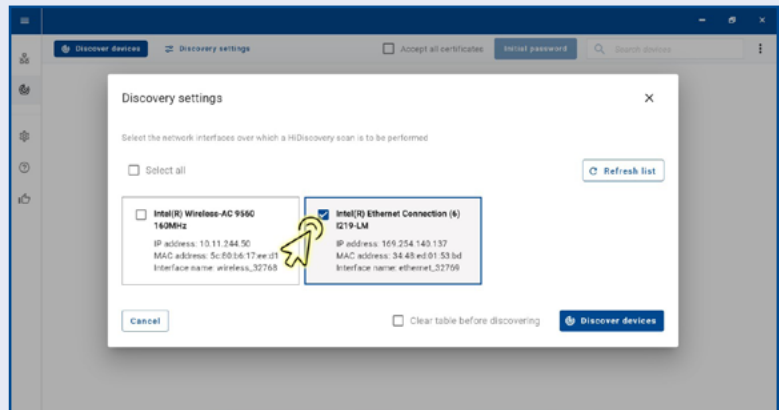 Discover devices
Discovery settings
Accept all certificates
Initial password
Search devices
Discovery settings
Select the network interfaces over which a HiDiscovery scan is to be performed
Select all
Refresh list
Intel(R) Wireless-AC 9560
160MHz
IP address: 10.11.244.50
MAC address: 5c:80:b6:17:ee:d1
Interface name: wireless_32768
Intel(R) Ethernet Connection (6)
I219-LM
IP address: 169.254.140.137
MAC address: 34:48:ed:01:53:bd
Interface name: ethernet_32769
Cancel
Clear table before discovering
Discover devices